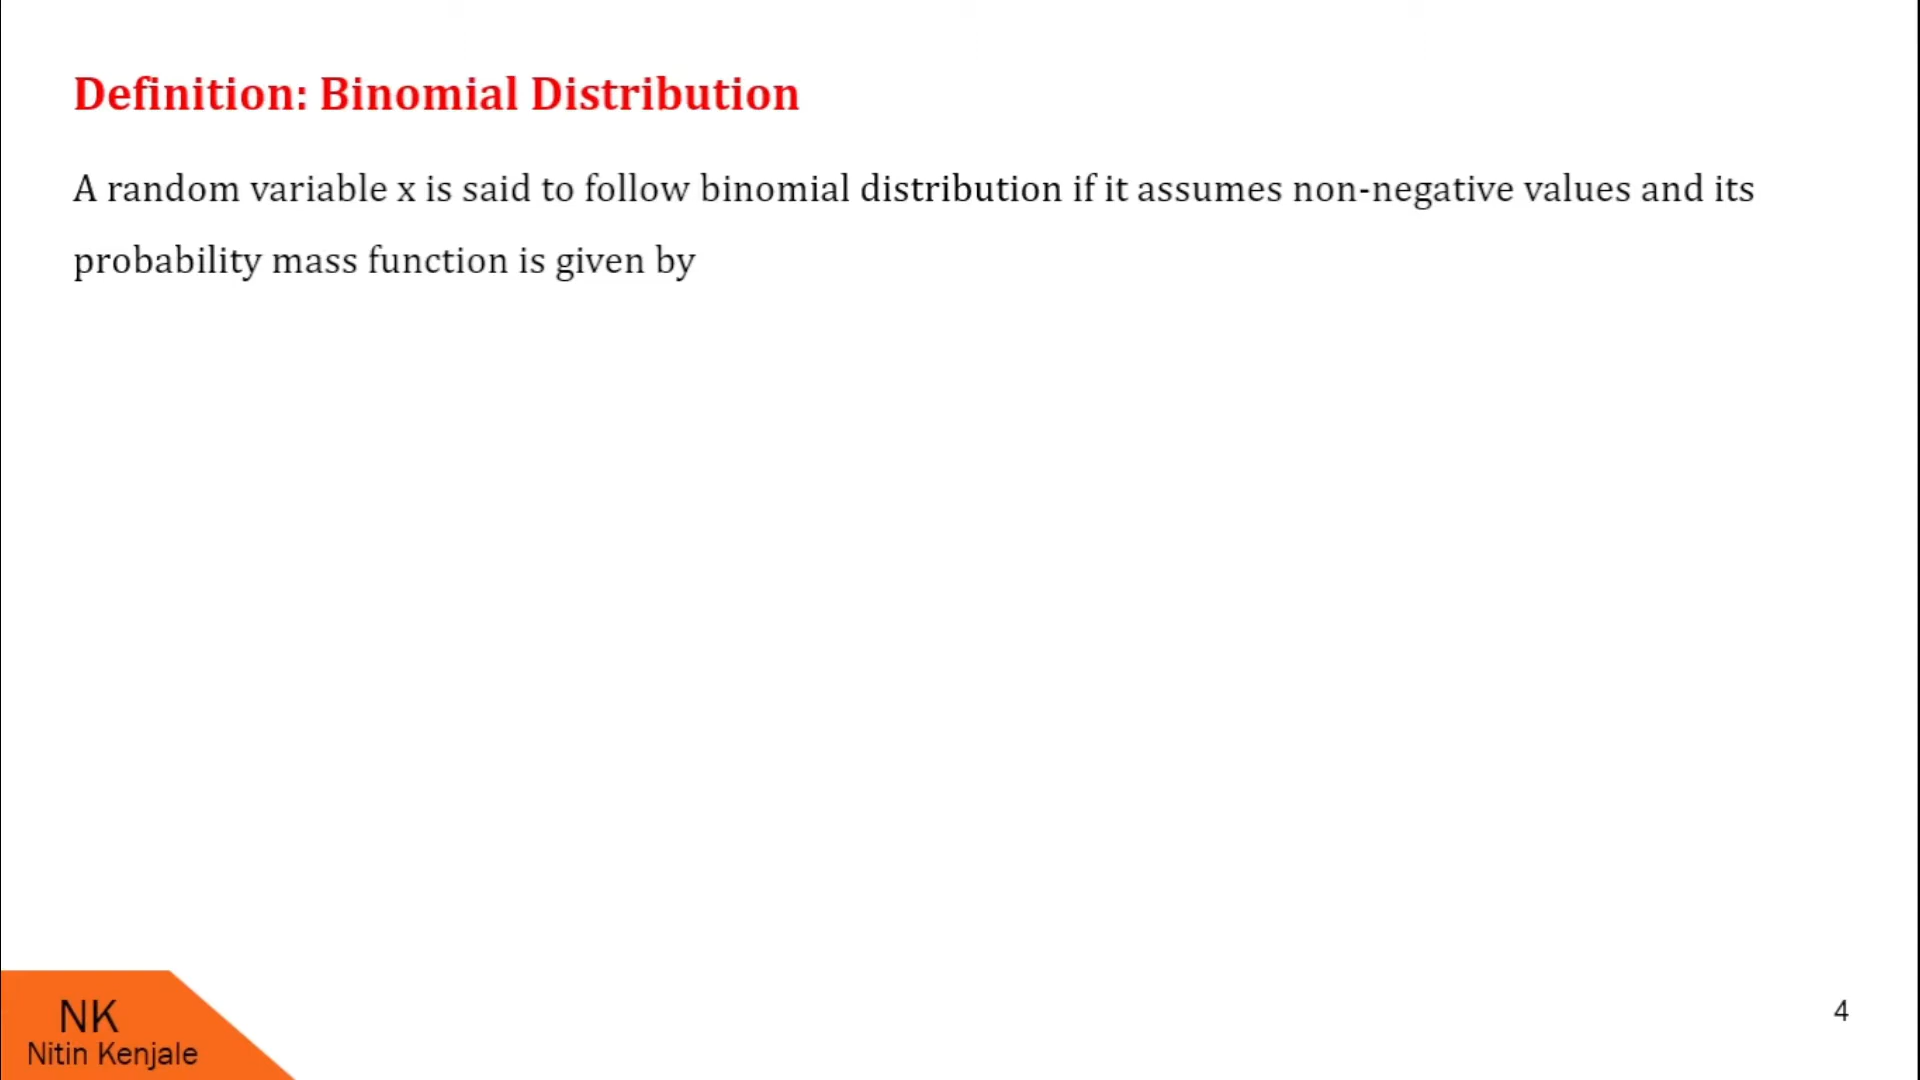 Definition: Binomial Distribution
A random variable x is said to follow binomial distribution if it assumes non-negative values and its
probability mass function is given by
NK
Nitin Kenjale
4